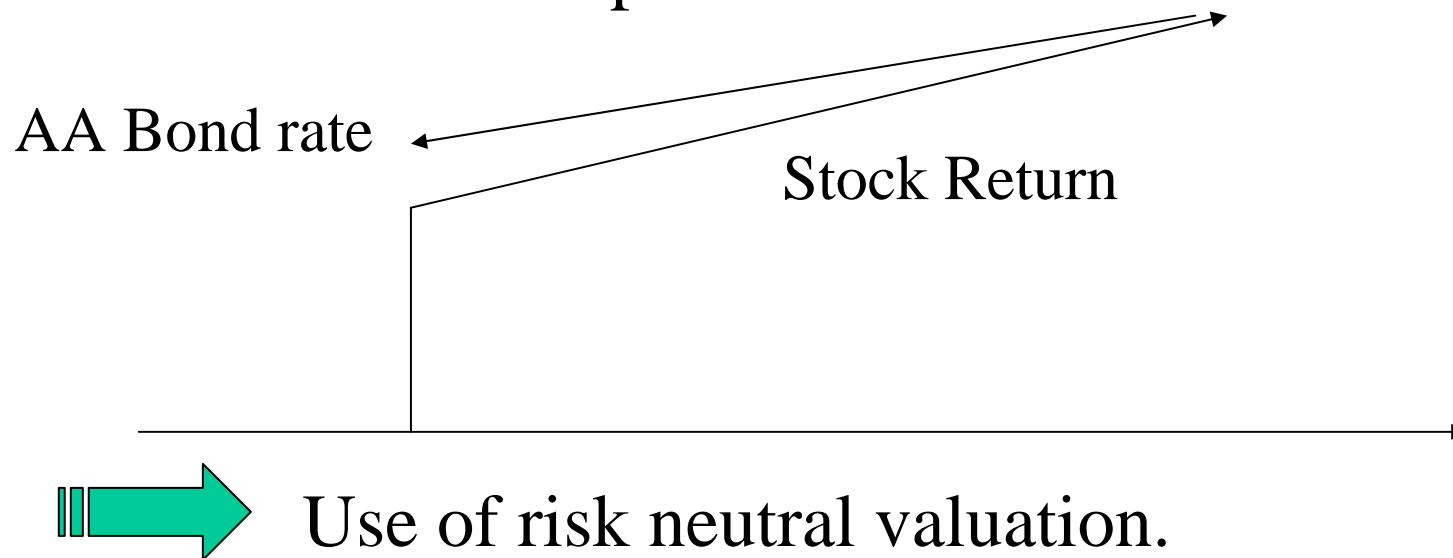 AA Bond rate
Stock Return
Use of risk neutral valuation.